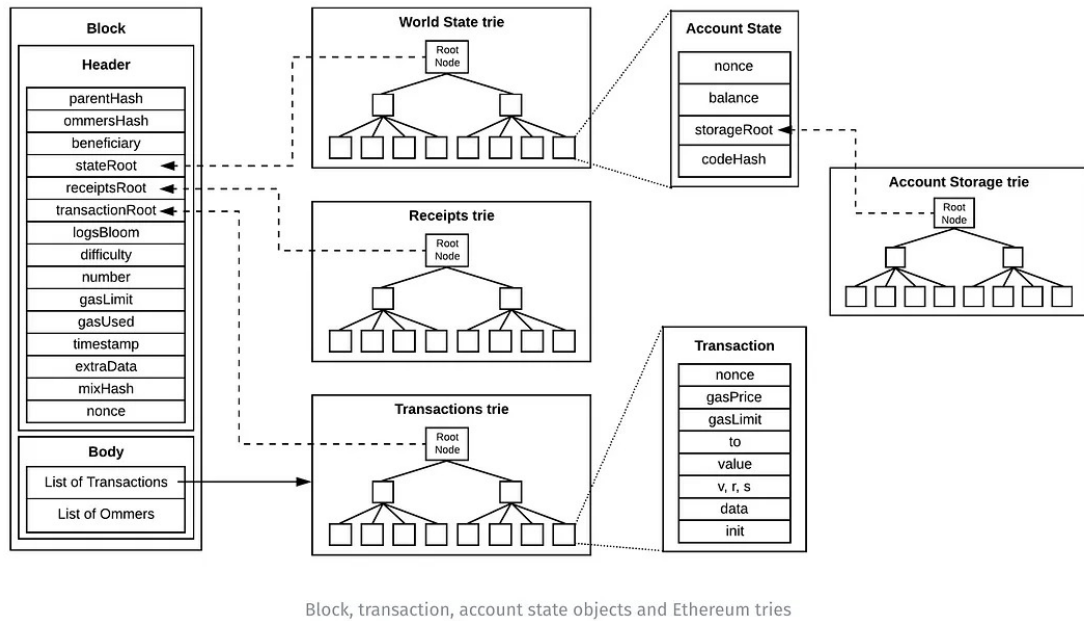 Block
Header
parentHash
ommersHash
beneficiary
stateRoot
receiptsRoot
transactionRoot
logsBloom
difficulty
number
gasLimit
gasUsed
timestamp
extraData
mixHash
nonce
Body
List of Transactions
List of Ommers
World State trie
Root
Node
Receipts trie
Root
Node
Transactions trie
Root
Node
Account State
nonce
balance
storageRoot
codeHash
Account Storage trie
Root
Node
Transaction
nonce
gasPrice
gasLimit
to
value
v, r, s
data
init
Block, transaction, account state objects and Ethereum tries